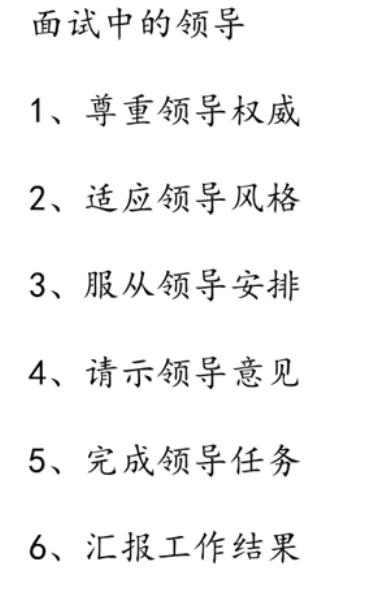 面试中的领导
1、尊重领导权威
2、适应领导风格
3、服从领导安排
4、请示领导意见
5、完成领导任务
6、汇报工作结果